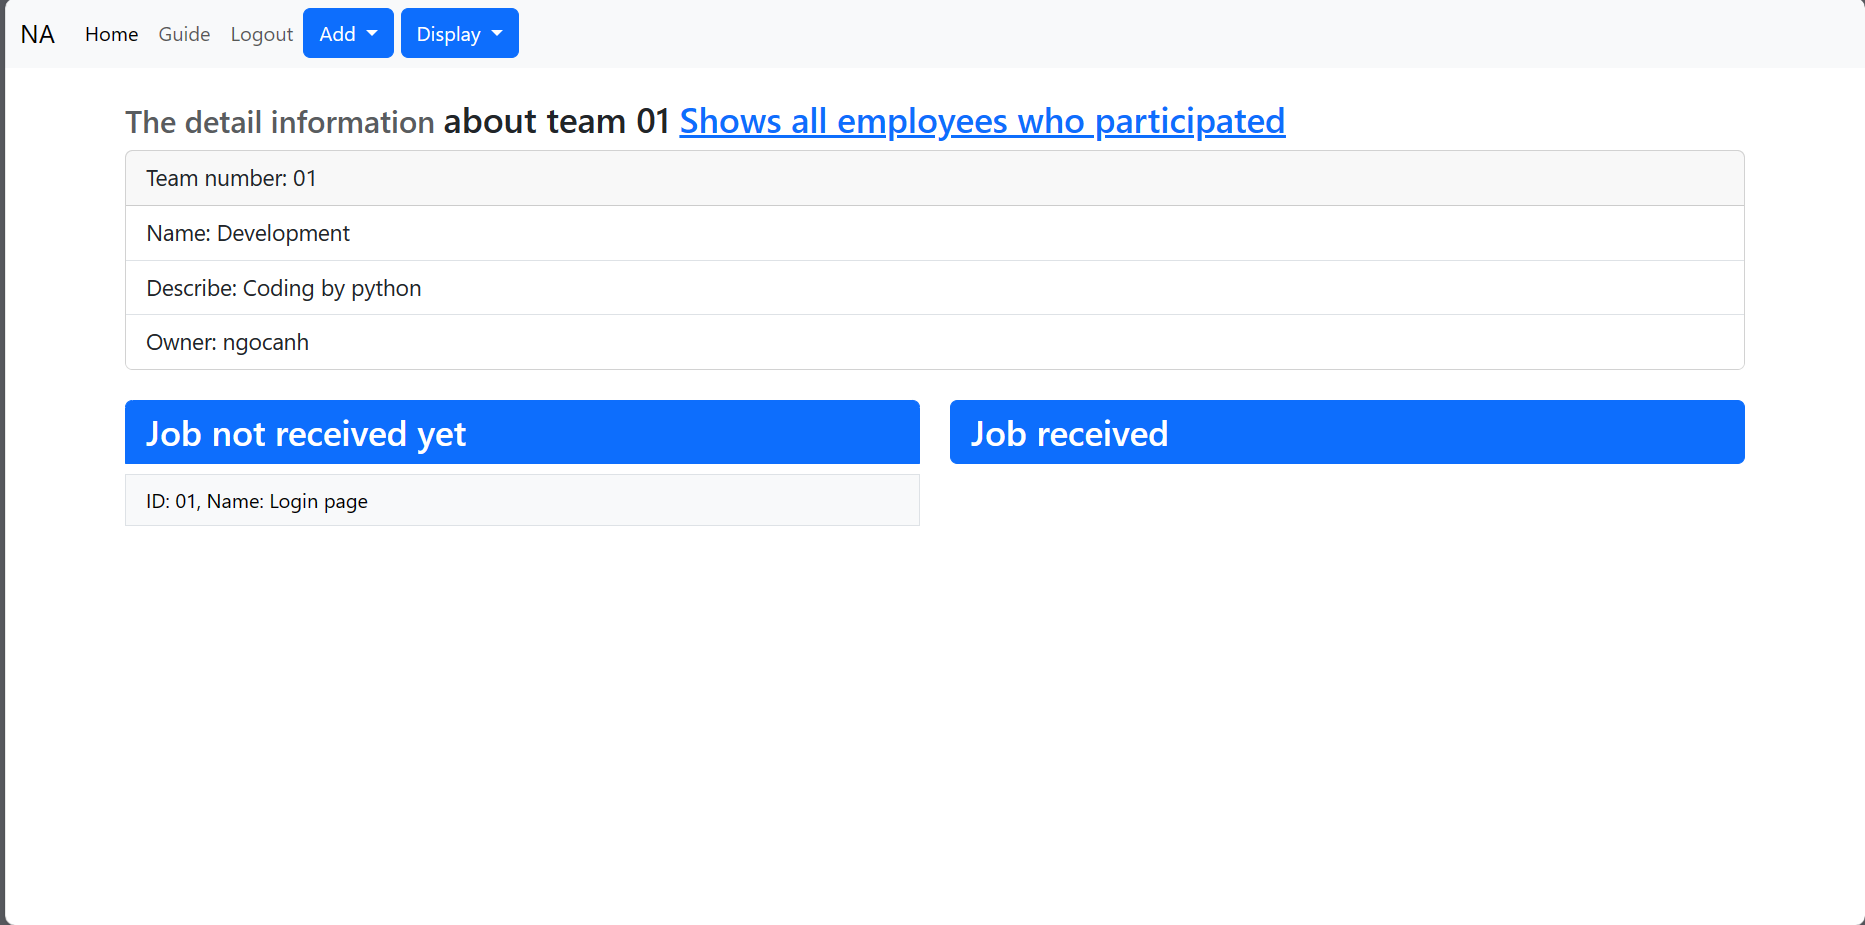 NA Home Guide Logout Add Display
The detail information about team 01 Shows all employees who participated
Team number: 01
Name: Development
Describe: Coding by python
Owner: ngocanh
Job not received yet
Job received
ID: 01, Name: Login page